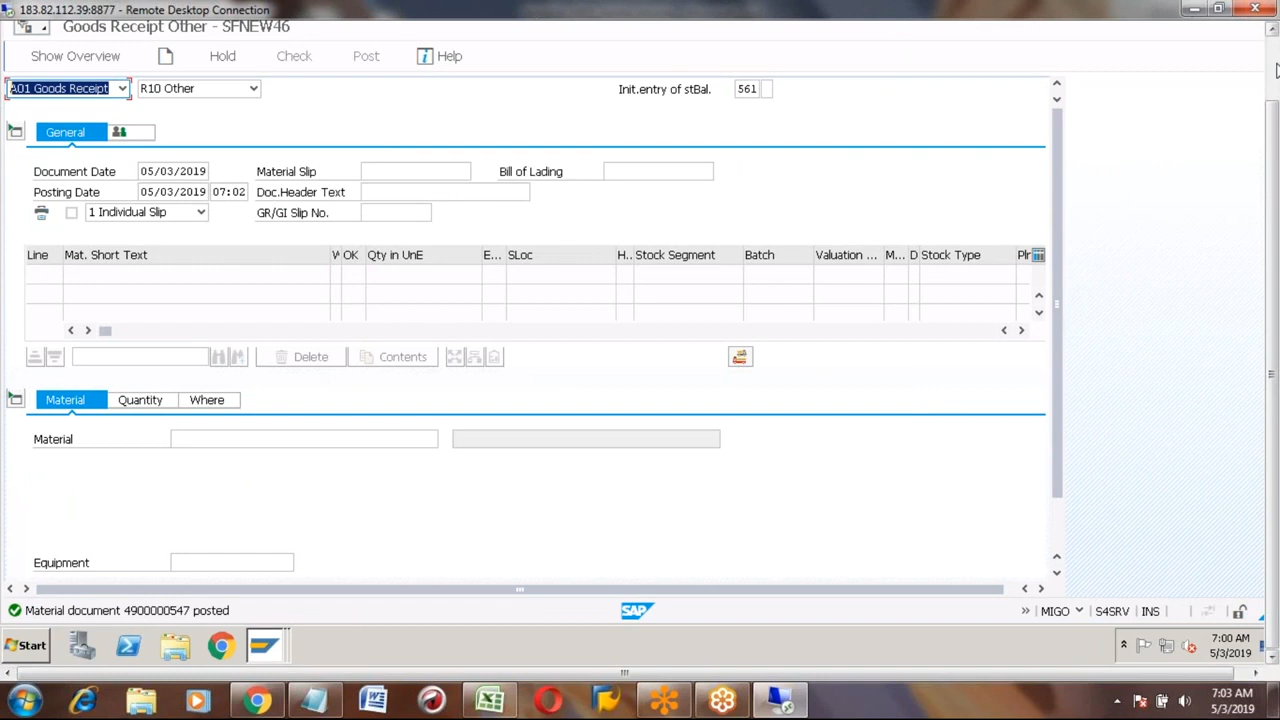 183.82.112.39:8877 - Remote Desktop Connection
Goods Receipt Other - SFNEW46
Show Overview Hold Check Post Help
A01 Goods Receipt R10 Other Init.entry of stBal. 561
General
Document Date 05/03/2019 Material Slip Bill of Lading
Posting Date 05/03/2019 07:02 Doc.Header Text
1 Individual Slip GR/GI Slip No.
Line Mat. Short Text OK Qty in UnE E... SLoc H.. Stock Segment Batch Valuation ... M... D Stock Type
Delete Contents
Material Quantity Where
Material
Equipment
Material document 4900000547 posted SAP MIGO S4SRV INS
Start 7:00 AM
5/3/2019
7:03 AM
5/3/2019